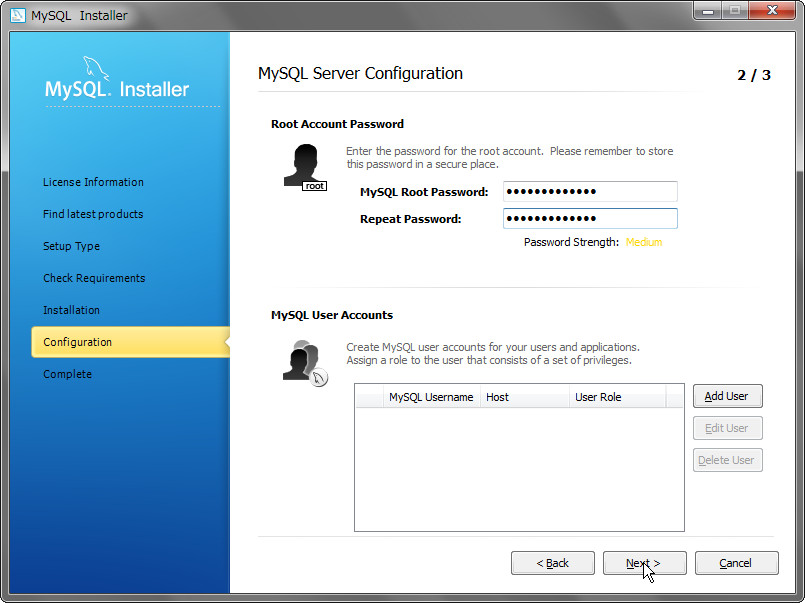 MySQL Installer
MySQL. Installer
License Information
Find latest products
Setup Type
Check Requirements
Installation
Configuration
Complete
MySQL Server Configuration
2 / 3
Root Account Password
Enter the password for the root account. Please remember to store
this password in a secure place.
root
MySQL Root Password: •••••••••••••
Repeat Password: •••••••••••••
Password Strength: Medium
MySQL User Accounts
Create MySQL user accounts for your users and applications.
Assign a role to the user that consists of a set of privileges.
MySQL Username Host User Role
Add User
Edit User
Delete User
< Back Next > Cancel